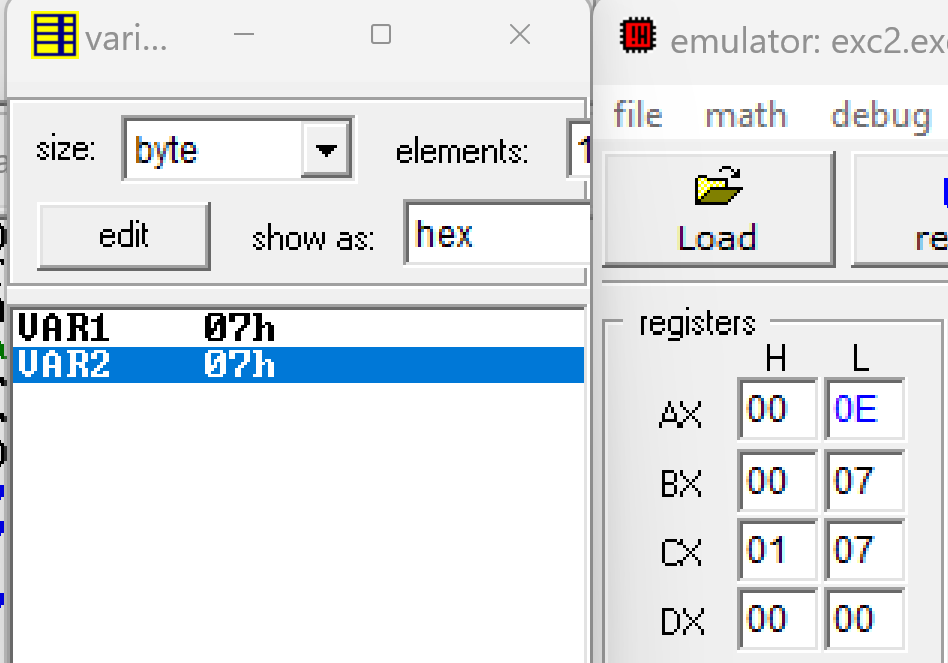 vari...
size: byte elements: 1
edit show as: hex
VAR1 07h
VAR2 07h
emulator: exc2.ex
file math debug
Load re
registers
H L
AX 00 0E
BX 00 07
CX 01 07
DX 00 00